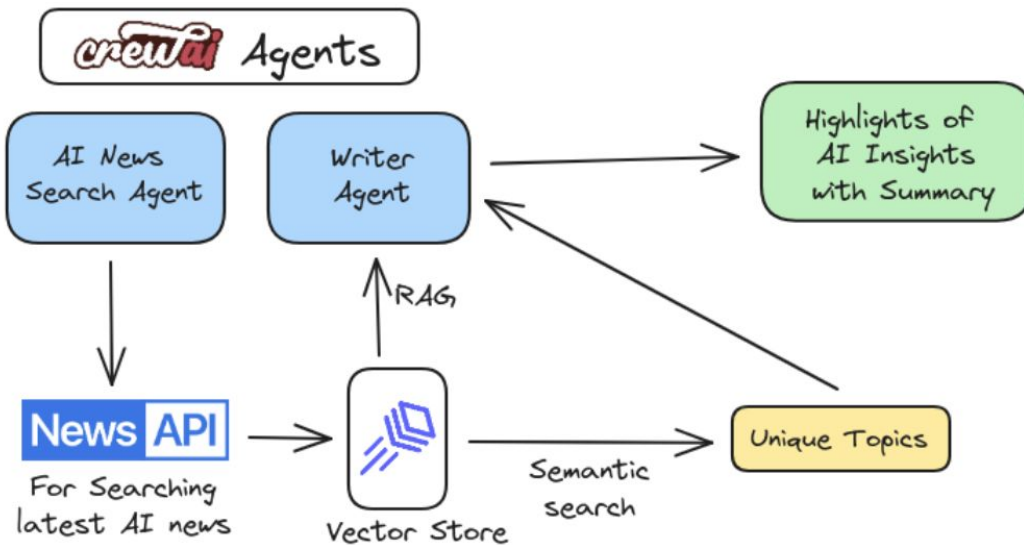 crewai Agents
AI News
Search Agent
Writer
Agent
Highlights of
AI Insights
with Summary
RAG
News API
For Searching
latest AI news
Vector Store
Semantic
search
Unique Topics